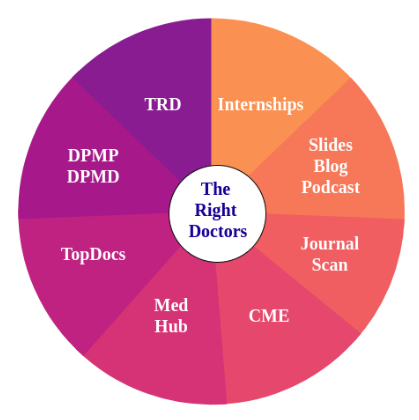 TRD
Internships
Slides
Blog
Podcast
DPMP
DPMD
The
Right
Doctors
Journal
Scan
TopDocs
Med
Hub
CME